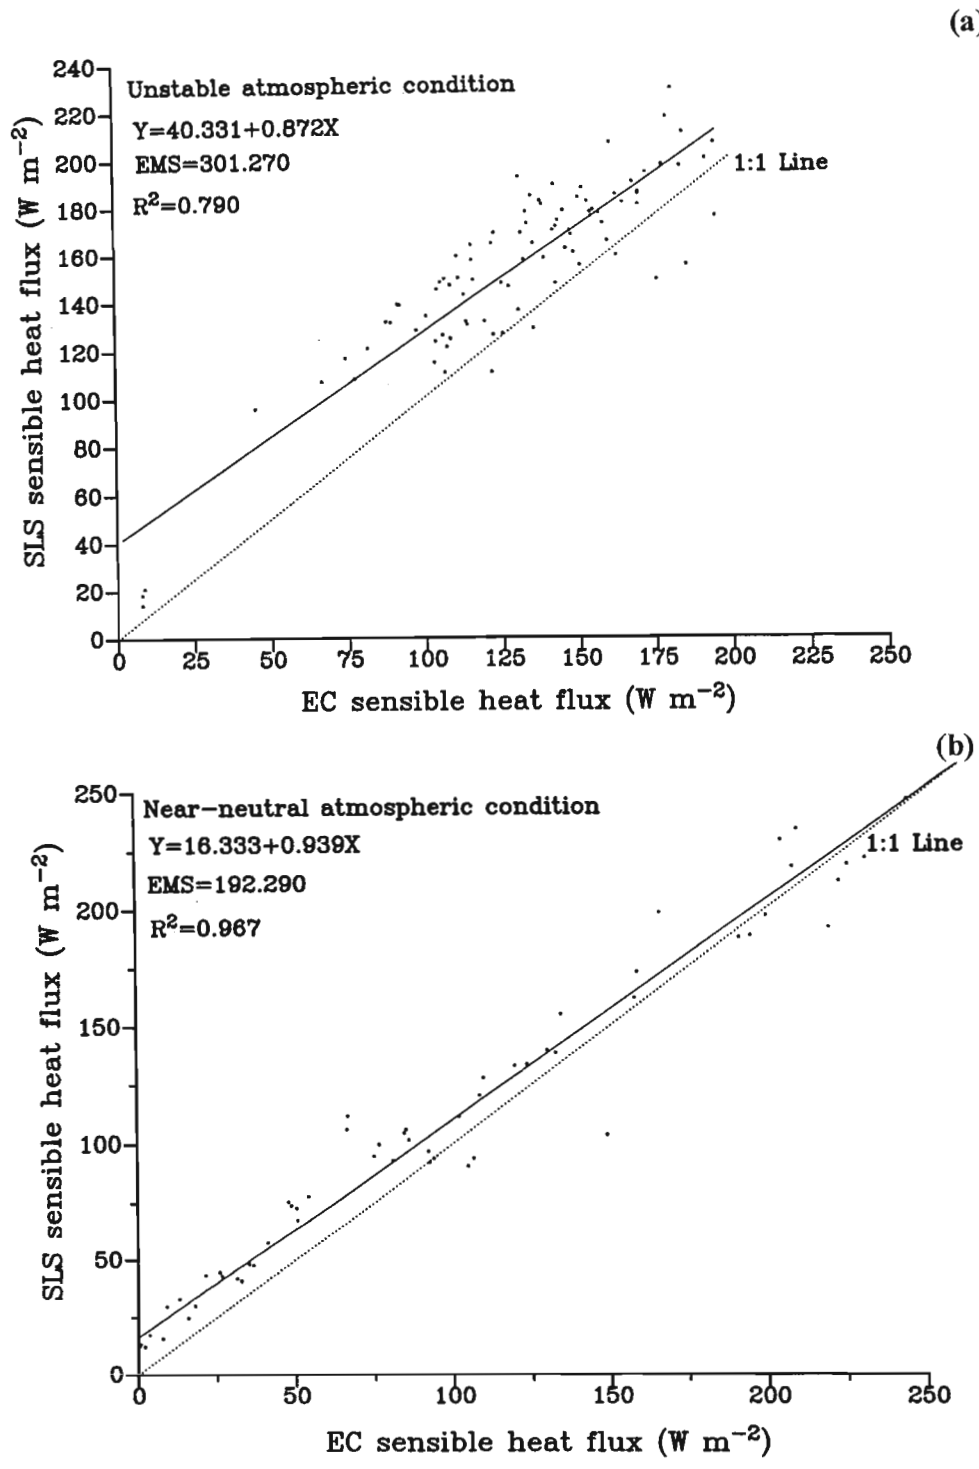 (a)
Unstable atmospheric condition
Y=40.331+0.872X
EMS=301.270
R²=0.790
1:1 Line
SLS sensible heat flux (W m⁻²)
240
220
200
180
160
140
120
100
80
60
40
20
0
0 25 50 75 100 125 150 175 200 225 250
EC sensible heat flux (W m⁻²)
(b)
Near-neutral atmospheric condition
Y=16.333+0.939X
EMS=192.290
R²=0.967
1:1 Line
SLS sensible heat flux (W m⁻²)
250
200
150
100
50
0
0 50 100 150 200 250
EC sensible heat flux (W m⁻²)